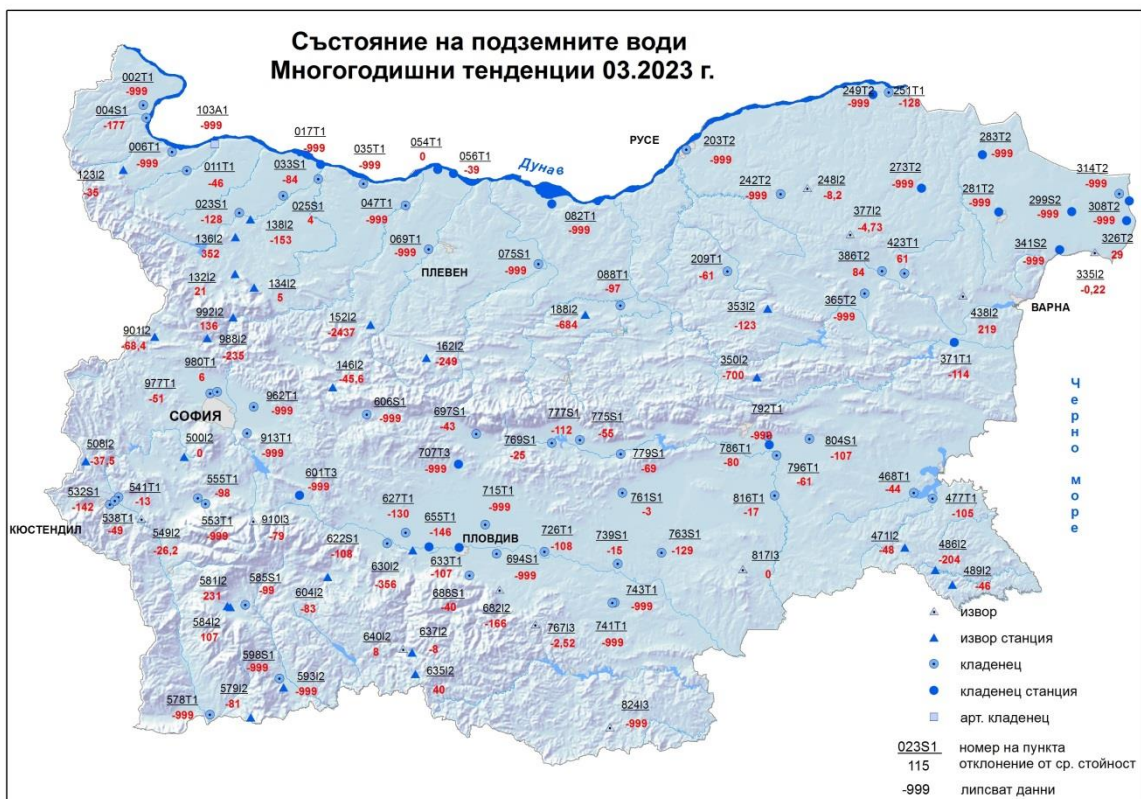 Състояние на подземните води
Многогодишни тенденции 03.2023 г.
002T1
-999
004S1
-177
103A1
-999
006T1
-999
123I2
-35
011T1
-46
017T1
-999
033S1
-84
035T1
-999
054T1
0
056T1
-39
Дунав
РУСЕ
203T2
-999
249T2
-999
251T1
-128
283T2
-999
023S1
-128
025S1
4
047T1
-999
082T1
-999
242T2
-999
248I2
-8,2
273T2
-999
281T2
-999
299S2
-999
314T2
-999
308T2
-999
326T2
29
138I2
-153
136I2
352
069T1
-999
ПЛЕВЕН
075S1
-999
088T1
-97
209T1
-61
377I2
-4,73
386T2
84
423T1
61
341S2
-999
335I2
-0,22
132I2
21
134I2
5
365T2
-999
ВАРНА
992I2
136
152I2
-2437
188I2
-684
353I2
-123
438I2
219
901I2
-68,4
988I2
-235
162I2
-249
350I2
-700
371T1
-114
980T1
6
977T1
-51
146I2
-45,6
СОФИЯ
962T1
-999
606S1
-999
697S1
-43
777S1
-112
775S1
-55
792T1
-999
Черно море
508I2
-37,5
500I2
0
913T1
-999
707T3
-999
769S1
-25
779S1
-69
786T1
-80
804S1
-107
796T1
-61
532S1
-142
541T1
-13
555T1
-98
601T3
-999
468T1
-44
477T1
-105
КЮСТЕНДИЛ
538T1
-49
549I2
-26,2
553T1
-999
910I3
-79
627T1
-130
715T1
-999
761S1
-3
816T1
-17
622S1
-108
655T1
-146
ПЛОВДИВ
726T1
-108
739S1
-15
763S1
-129
471I2
-48
486I2
-204
489I2
-46
581I2
231
585S1
-99
604I2
-83
630I2
-356
633T1
-107
694S1
-999
817I3
0
584I2
107
688S1
-40
682I2
-166
743T1
-999
741T1
-999
767I3
-2,52
598S1
-999
640I2
8
637I2
-8
593I2
-999
635I2
40
578T1
-999
579I2
-81
824I3
-999
извор
извор станция
кладенец
кладенец станция
арт. кладенец
023S1 номер на пункта
115 отклонение от ср. стойност
-999 липсват данни